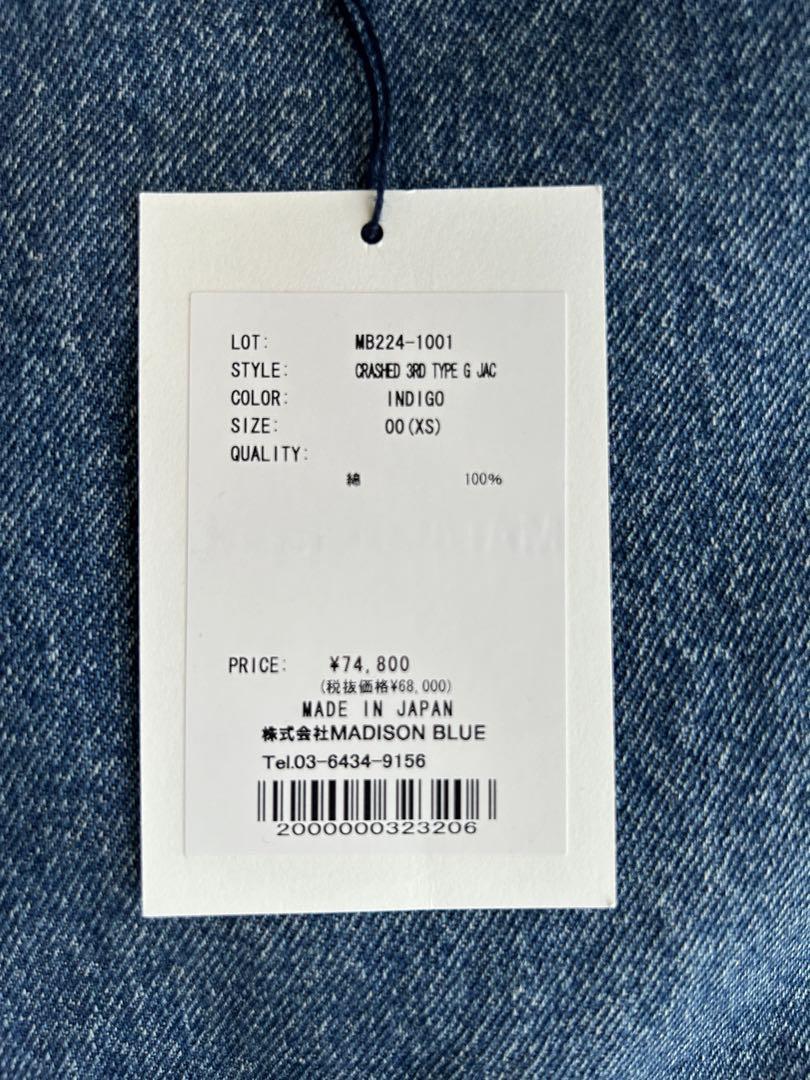 LOT: MB224-1001
STYLE: CRASHED 3RD TYPE G JAC
COLOR: INDIGO
SIZE: 00(XS)
QUALITY:
綿 100%
PRICE: ¥74,800
(税抜価格¥68,000)
MADE IN JAPAN
株式会社MADISON BLUE
Tel.03-6434-9156
2000000323206